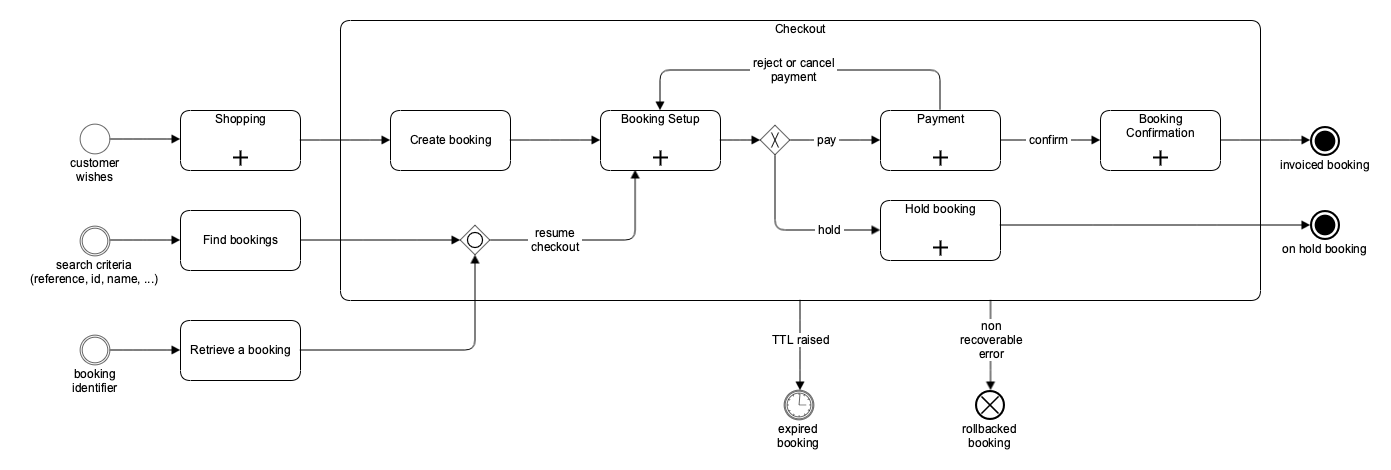 Checkout
reject or cancel
payment
Shopping
Create booking
Booking Setup
X
pay
Payment
confirm
Booking
Confirmation
customer
wishes
invoiced booking
Find bookings
resume
checkout
hold
Hold booking
on hold booking
search criteria
(reference, id, name, ...)
Retrieve a booking
booking
identifier
TTL raised
non
recoverable
error
expired
booking
rollbacked
booking